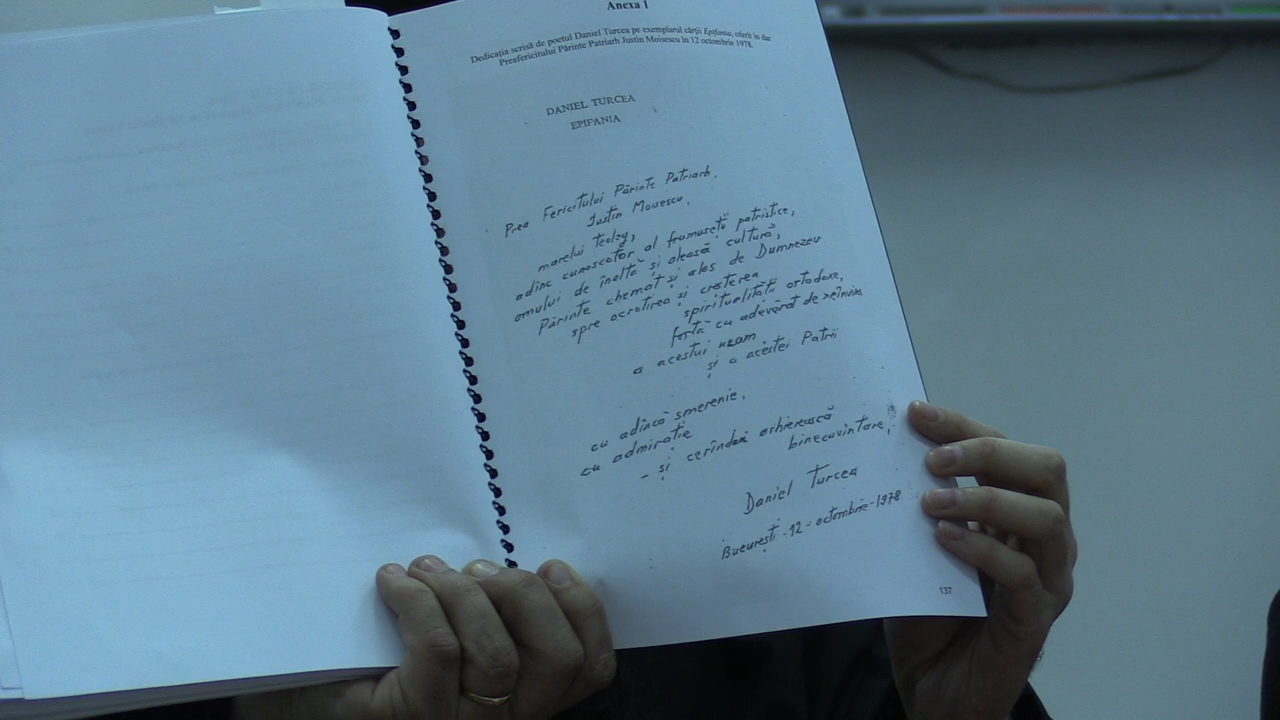 Anexa 1
Dedicația scrisă de poetul Daniel Turcea pe exemplarul cărții Epifania, oferit în dar
Preafericitului Părinte Patriarh Justin Moisescu în 12 octombrie 1978.
DANIEL TURCEA
EPIFANIA
Prea Fericitului Părinte Patriarh
Justin Moisescu,
marelui teolog,
adînc cunoscător al frumuseții patristice,
omului de înaltă și aleasă cultură,
Părinte chemat și ales de Dumnezeu
spre ocrotirea și creșterea
spiritualității ortodoxe,
forță cu adevărat de neînvins
a acestui neam
și a acestei Patrii
cu adîncă smerenie,
cu admirație
- și cerîndu-i arhierească
binecuvîntare,
Daniel Turcea
București - 12 - octombrie - 1978
137